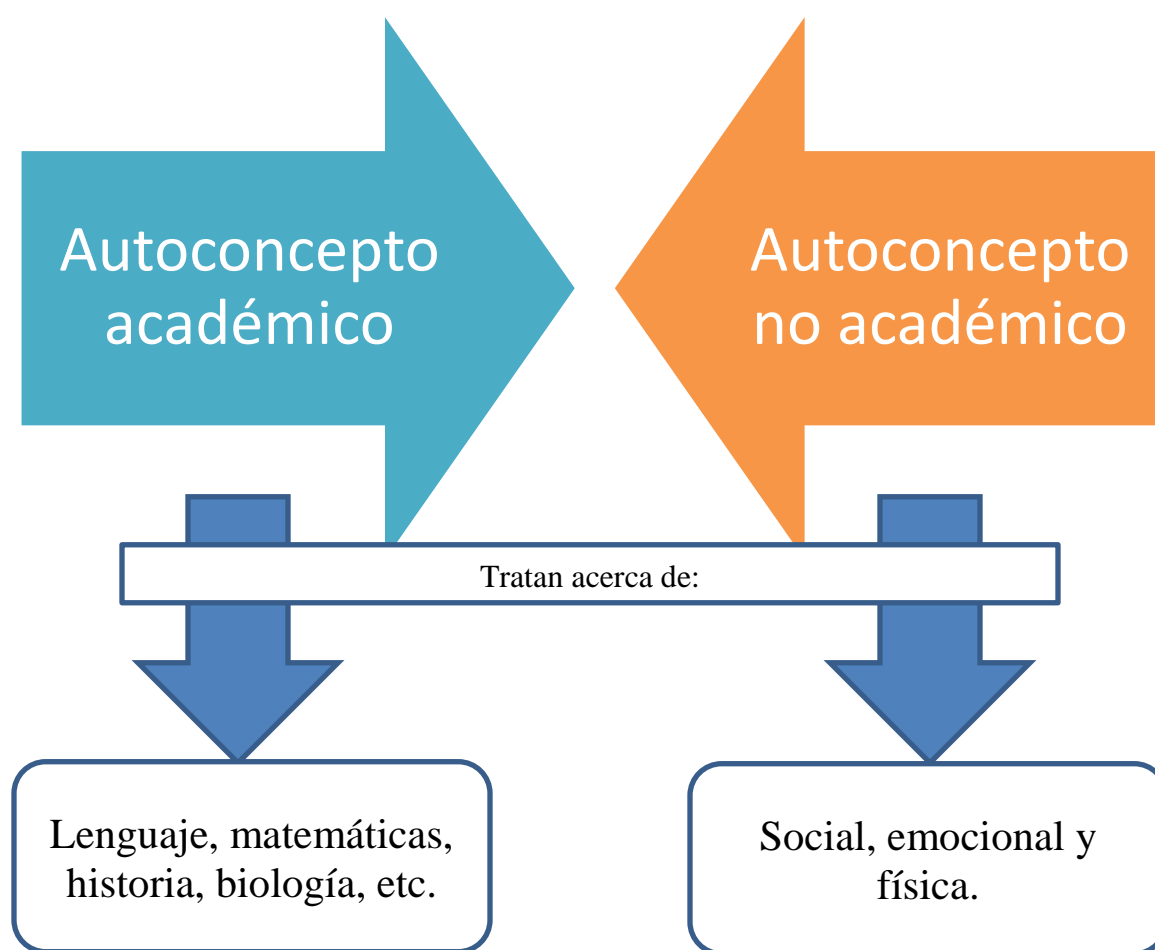 Autoconcepto
académico
Autoconcepto
no académico
Tratan acerca de:
Lenguaje, matemáticas,
historia, biología, etc.
Social, emocional y
física.